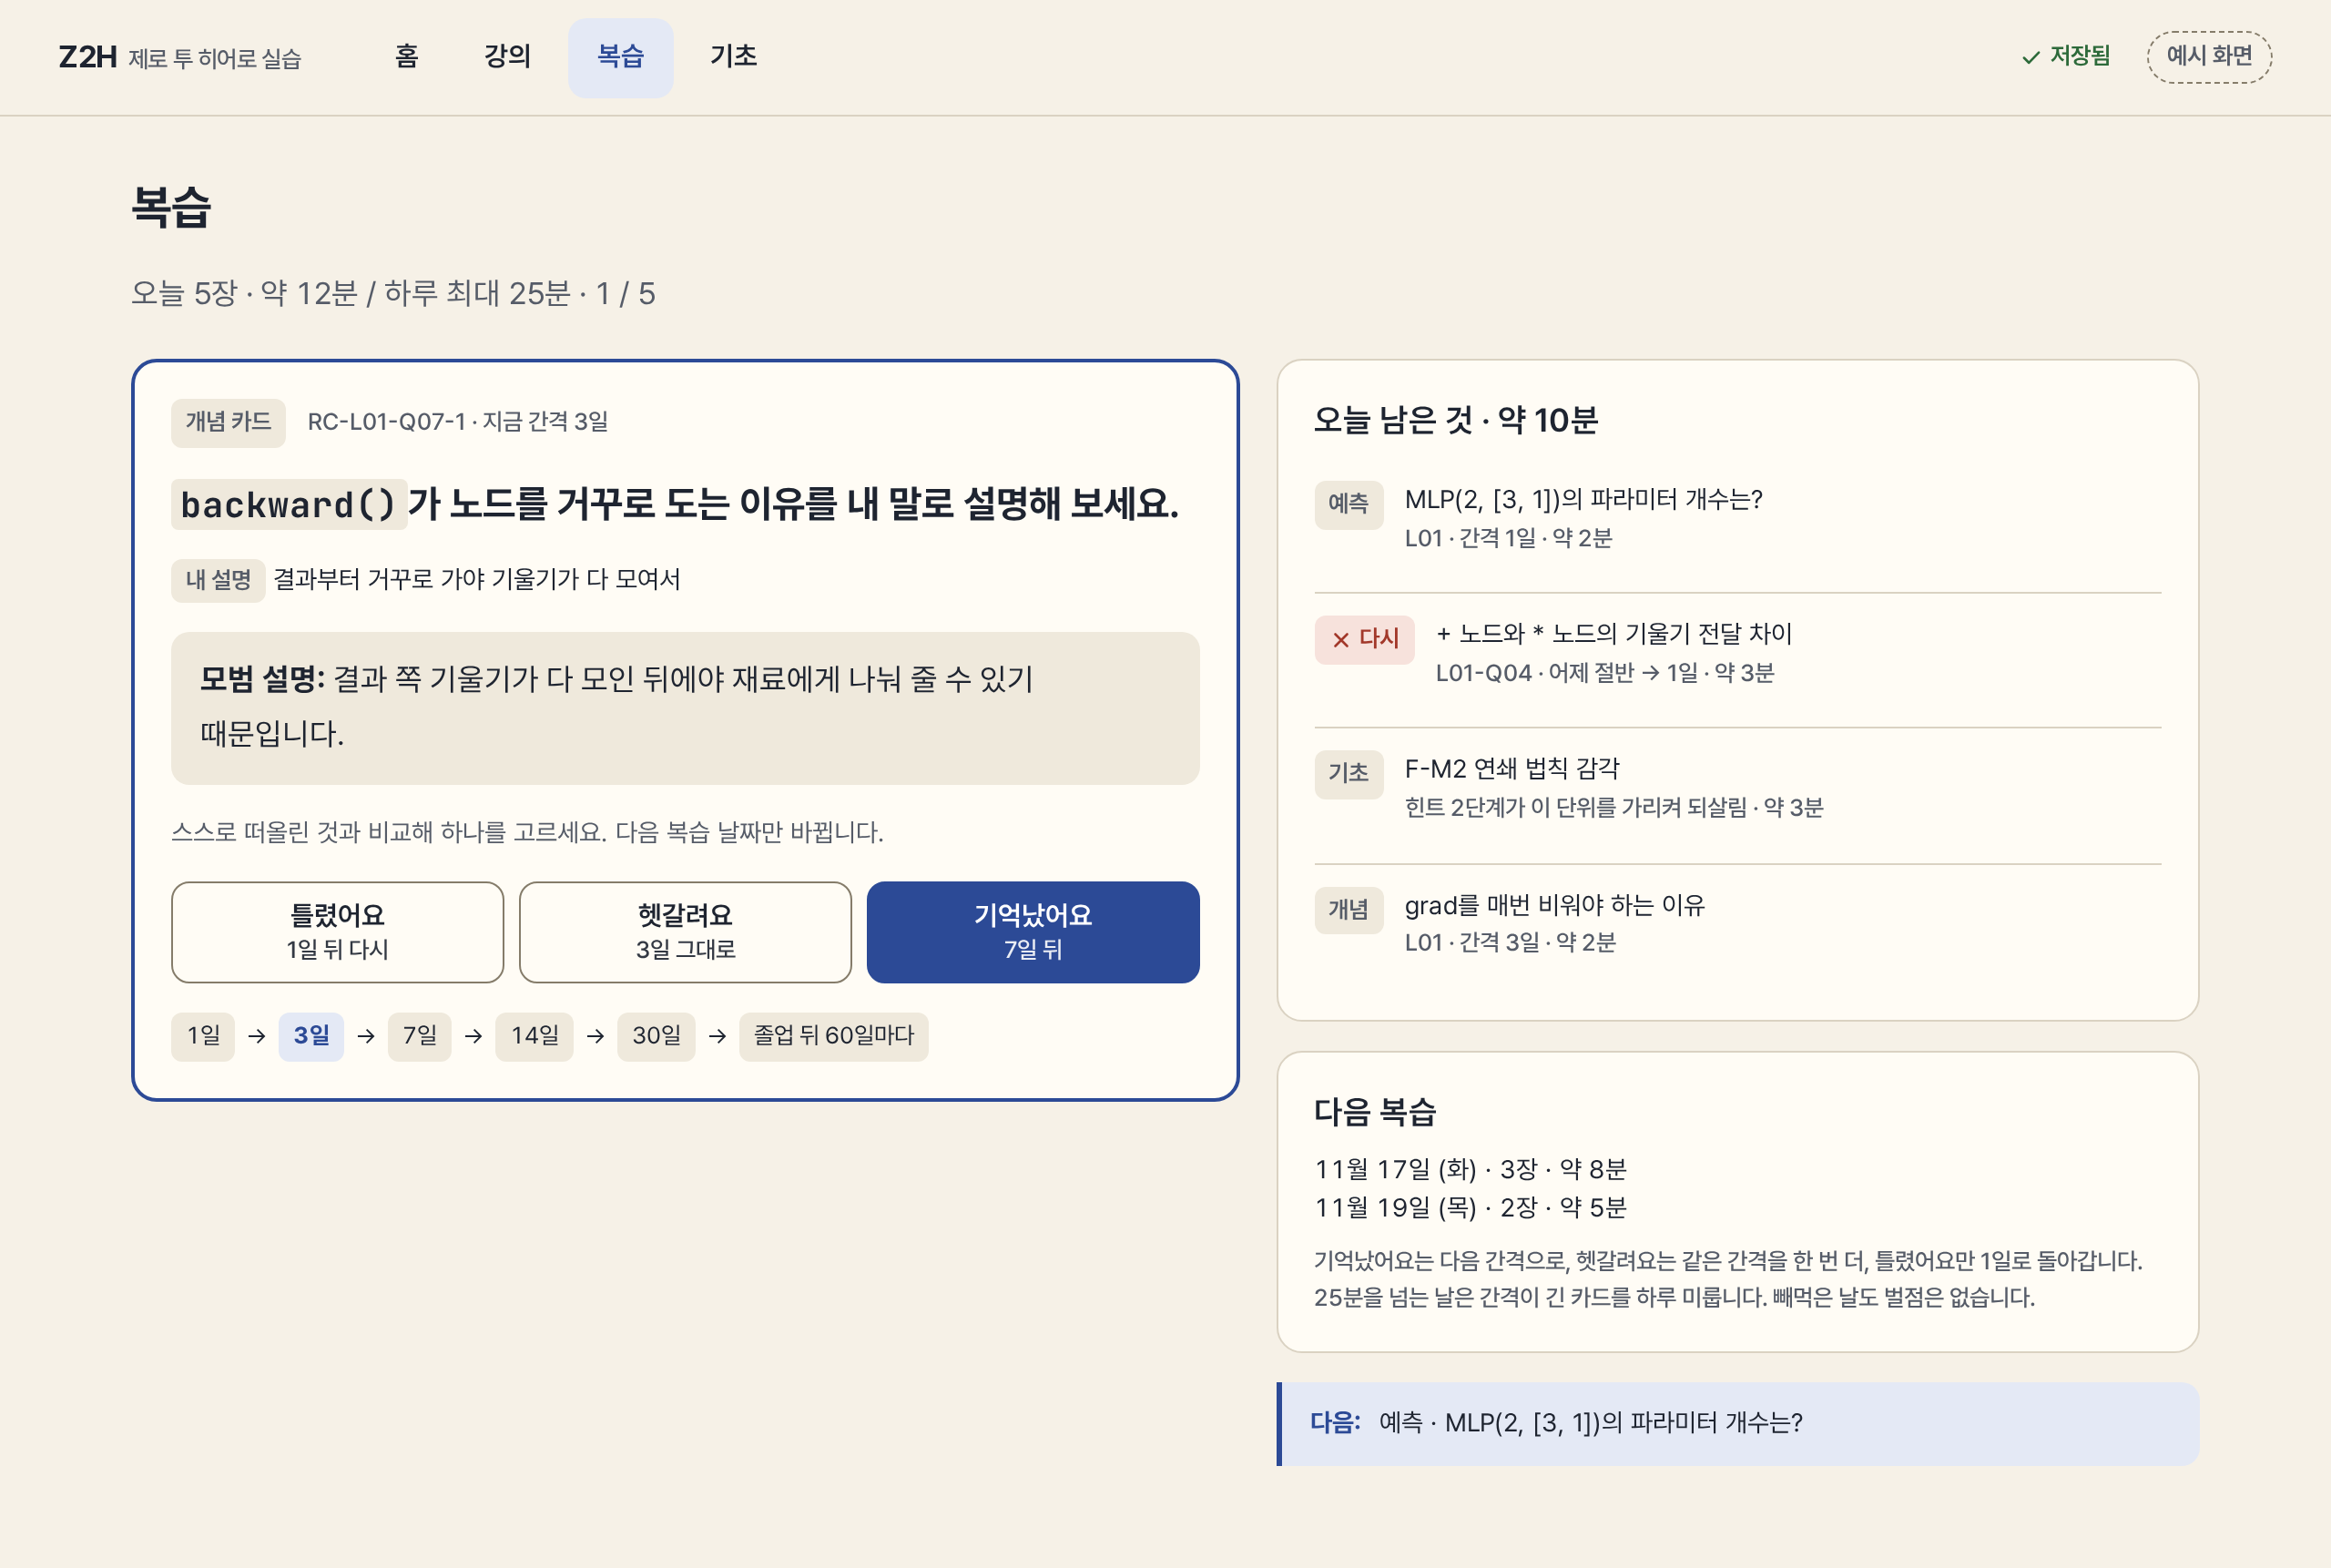 Z2H 제로 투 히어로 실습
홈
강의
복습
기초
✓ 저장됨
예시 화면
복습
오늘 5장 · 약 12분 / 하루 최대 25분 · 1 / 5
개념 카드 RC-L01-Q07-1 · 지금 간격 3일
backward()가 노드를 거꾸로 도는 이유를 내 말로 설명해 보세요.
내 설명 결과부터 거꾸로 가야 기울기가 다 모여서
모범 설명: 결과 쪽 기울기가 다 모인 뒤에야 재료에게 나눠 줄 수 있기
때문입니다.
스스로 떠올린 것과 비교해 하나를 고르세요. 다음 복습 날짜만 바뀝니다.
틀렸어요
1일 뒤 다시
헷갈려요
3일 그대로
기억났어요
7일 뒤
1일 → 3일 → 7일 → 14일 → 30일 → 졸업 뒤 60일마다
오늘 남은 것 · 약 10분
예측 MLP(2, [3, 1])의 파라미터 개수는?
L01 · 간격 1일 · 약 2분
✕ 다시 + 노드와 * 노드의 기울기 전달 차이
L01-Q04 · 어제 절반 → 1일 · 약 3분
기초 F-M2 연쇄 법칙 감각
힌트 2단계가 이 단위를 가리켜 되살림 · 약 3분
개념 grad를 매번 비워야 하는 이유
L01 · 간격 3일 · 약 2분
다음 복습
11월 17일 (화) · 3장 · 약 8분
11월 19일 (목) · 2장 · 약 5분
기억났어요는 다음 간격으로, 헷갈려요는 같은 간격을 한 번 더, 틀렸어요만 1일로 돌아갑니다.
25분을 넘는 날은 간격이 긴 카드를 하루 미룹니다. 빼먹은 날도 벌점은 없습니다.
다음: 예측 · MLP(2, [3, 1])의 파라미터 개수는?